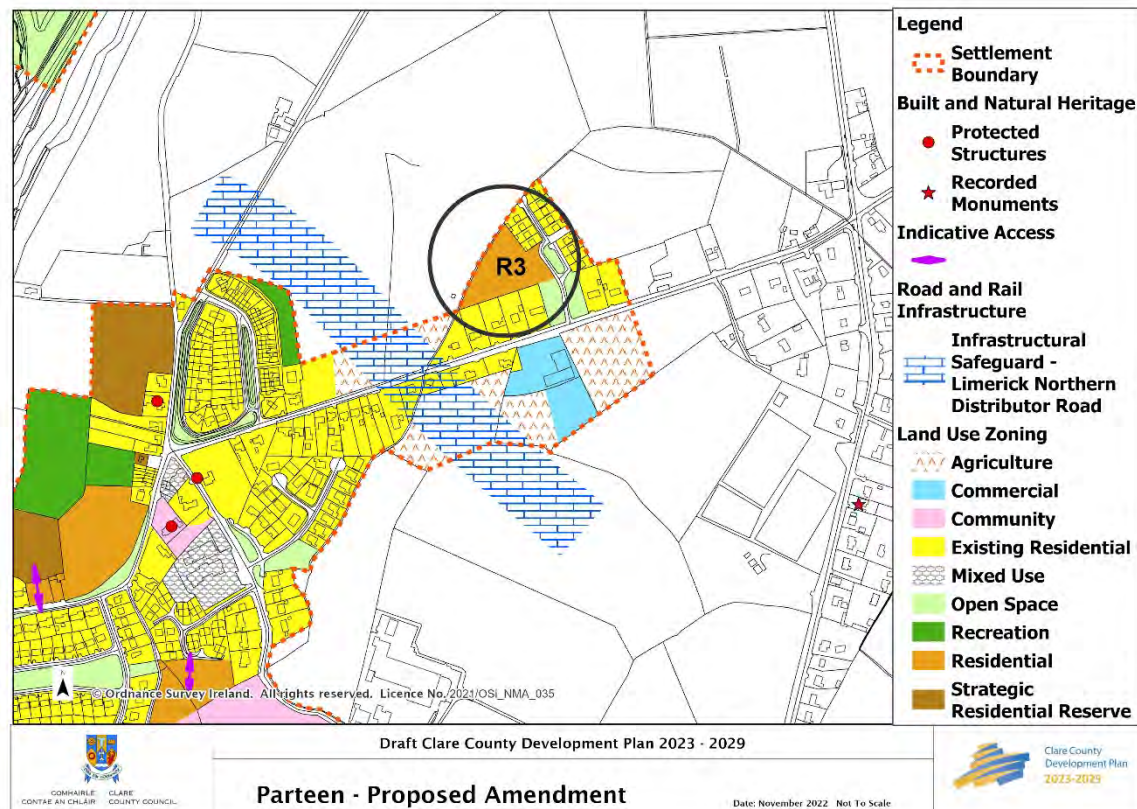 R3
© Ordnance Survey Ireland. All rights reserved. Licence No. 2021/OSi_NMA_035
Legend
Settlement
Boundary
Built and Natural Heritage
Protected
Structures
Recorded
Monuments
Indicative Access
Road and Rail
Infrastructure
Infrastructural
Safeguard -
Limerick Northern
Distributor Road
Land Use Zoning
Agriculture
Commercial
Community
Existing Residential
Mixed Use
Open Space
Recreation
Residential
Strategic
Residential Reserve
COMHAIRLE CLARE
CONTAE AN CHLÁIR COUNTY COUNCIL
Draft Clare County Development Plan 2023 - 2029
Parteen - Proposed Amendment
Date: November 2022 Not To Scale
Clare County
Development Plan
2023-2029